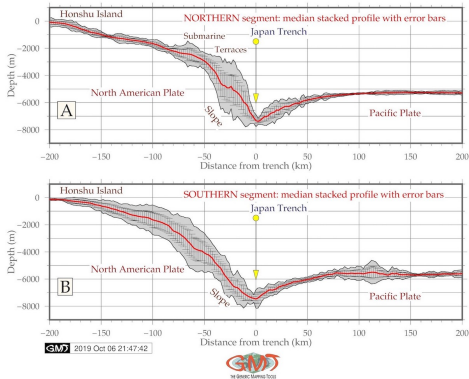 Honshu Island
NORTHERN segment: median stacked profile with error bars
Japan Trench
Submarine
Terraces
North American Plate
Slope
Pacific Plate
A
Depth (m)
0
−2000
−4000
−6000
−8000
−200 −150 −100 −50 0 50 100 150 200
Distance from trench (km)
Honshu Island
SOUTHERN segment: median stacked profile with error bars
Japan Trench
North American Plate
Slope
Pacific Plate
B
Depth (m)
0
−2000
−4000
−6000
−8000
−200 −150 −100 −50 0 50 100 150 200
Distance from trench (km)
GMT 2019 Oct 06 21:47:42
GMT
THE GENERIC MAPPING TOOLS